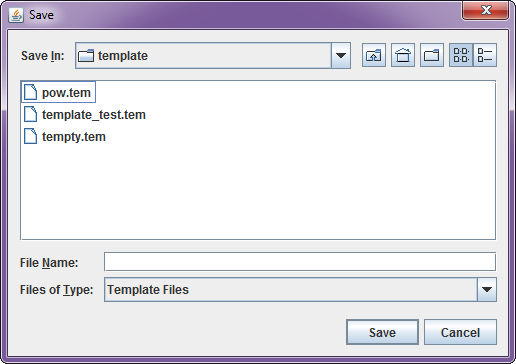 Save
Save In: template
pow.tem
template_test.tem
tempty.tem
File Name:
Files of Type: Template Files
Save Cancel